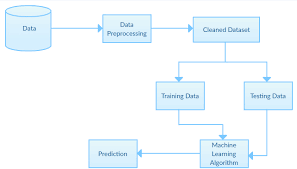 Data
Data
Preprocessing
Cleaned Dataset
Training Data
Testing Data
Prediction
Machine
Learning
Algorithm